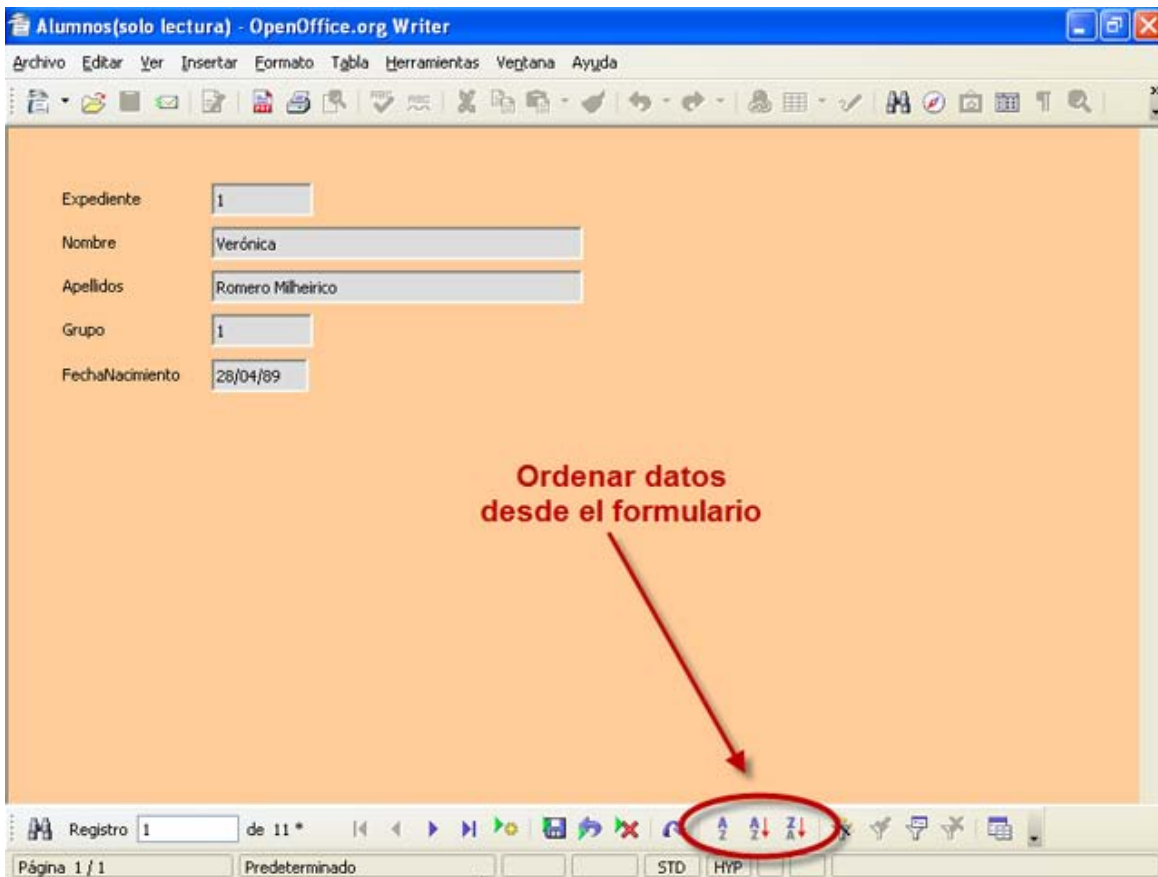 Alumnos(solo lectura) - OpenOffice.org Writer
Archivo Editar Ver Insertar Formato Tabla Herramientas Ventana Ayuda
Expediente 1
Nombre Verónica
Apellidos Romero Milheirico
Grupo 1
FechaNacimiento 28/04/89
Ordenar datos
desde el formulario
Registro 1 de 11 *
Página 1 / 1 Predeterminado STD HYP